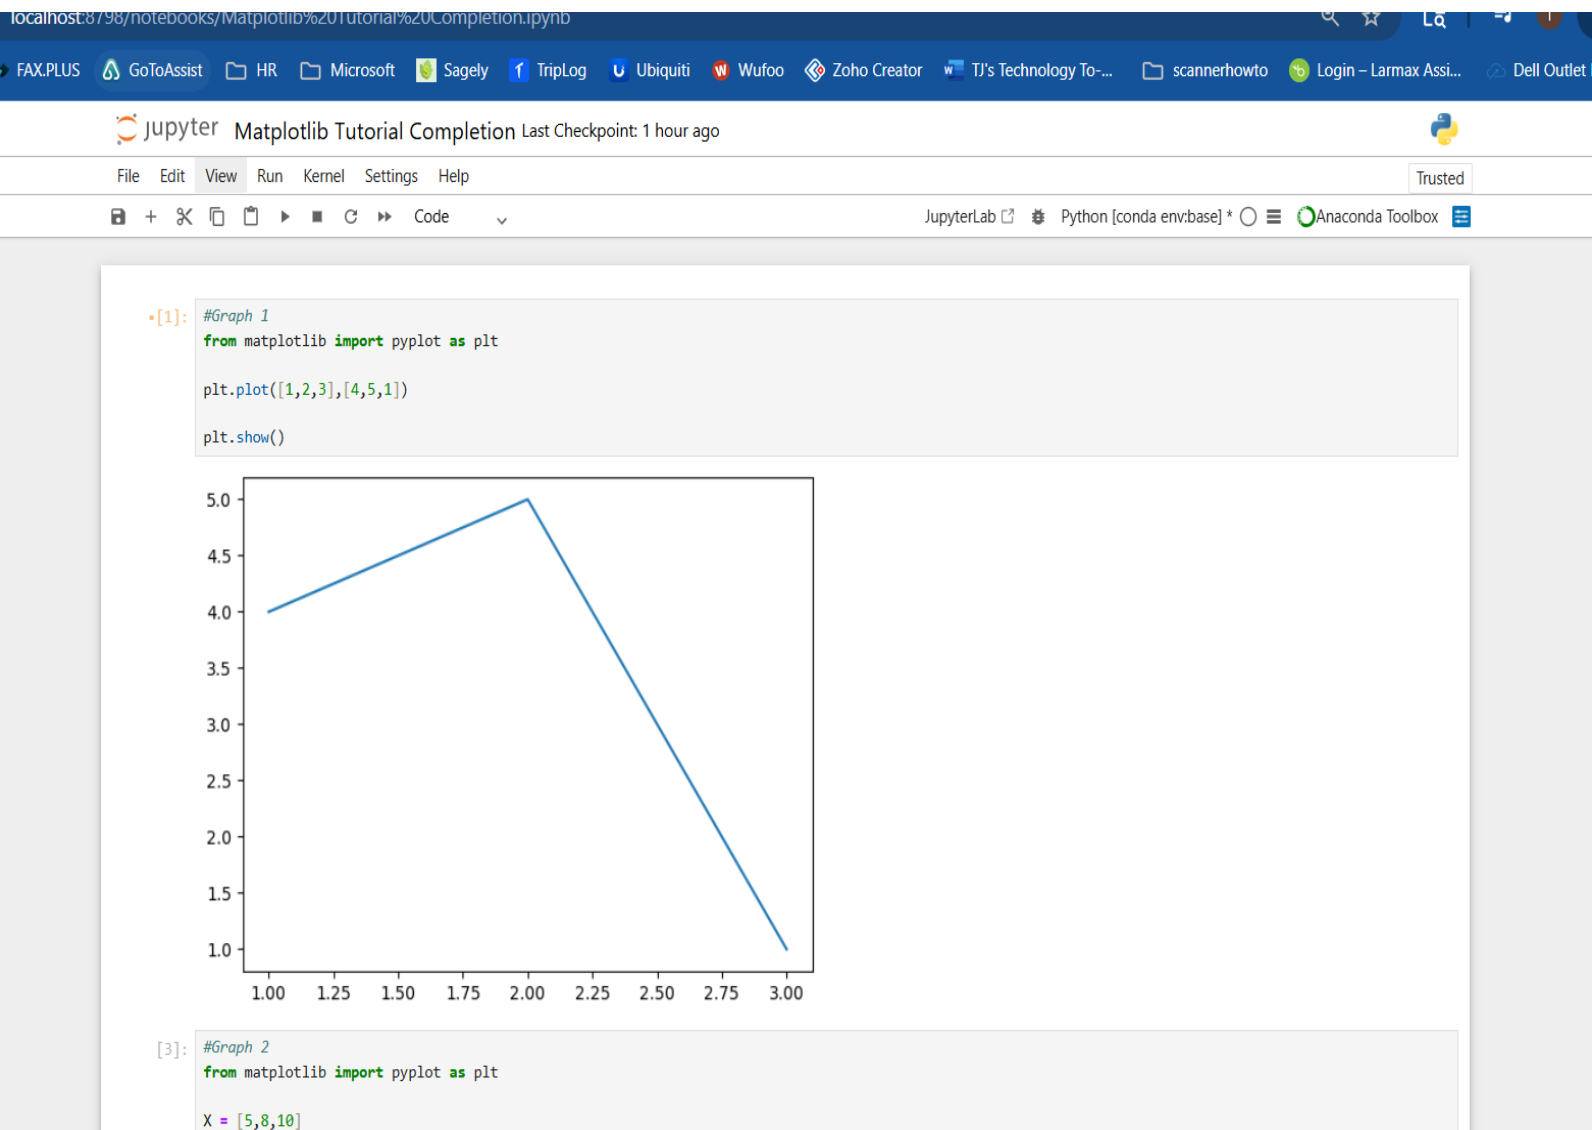 localhost:8798/notebooks/Matplotlib%20Tutorial%20Completion.ipynb
FAX.PLUS GoToAssist HR Microsoft Sagely TripLog Ubiquiti Wufoo Zoho Creator TJ's Technology To-... scannerhowto Login – Larmax Assi... Dell Outlet
jupyter Matplotlib Tutorial Completion Last Checkpoint: 1 hour ago
File Edit View Run Kernel Settings Help Trusted
Code JupyterLab Python [conda env:base] * Anaconda Toolbox
[1]: #Graph 1
from matplotlib import pyplot as plt
plt.plot([1,2,3],[4,5,1])
plt.show()
5.0
4.5
4.0
3.5
3.0
2.5
2.0
1.5
1.0
1.00 1.25 1.50 1.75 2.00 2.25 2.50 2.75 3.00
[3]: #Graph 2
from matplotlib import pyplot as plt
X = [5,8,10]